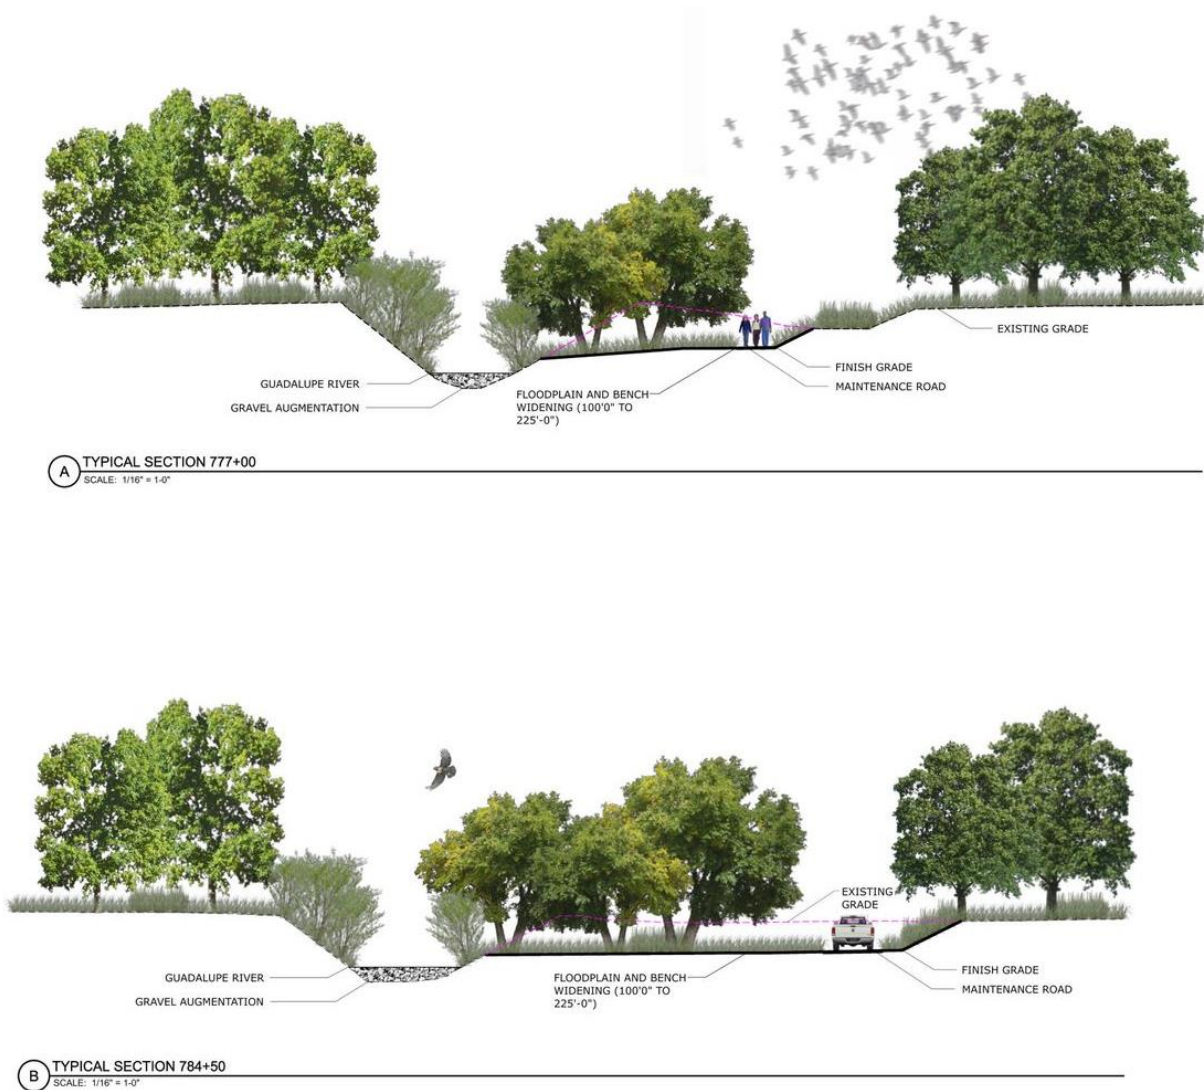 EXISTING GRADE
GUADALUPE RIVER
FINISH GRADE
GRAVEL AUGMENTATION
MAINTENANCE ROAD
FLOODPLAIN AND BENCH
WIDENING (100'0" TO
225'-0")
A
TYPICAL SECTION 777+00
SCALE: 1/16" = 1-0"
EXISTING
GRADE
GUADALUPE RIVER
GRAVEL AUGMENTATION
FLOODPLAIN AND BENCH
WIDENING (100'0" TO
225'-0")
FINISH GRADE
MAINTENANCE ROAD
B
TYPICAL SECTION 784+50
SCALE: 1/16" = 1-0"